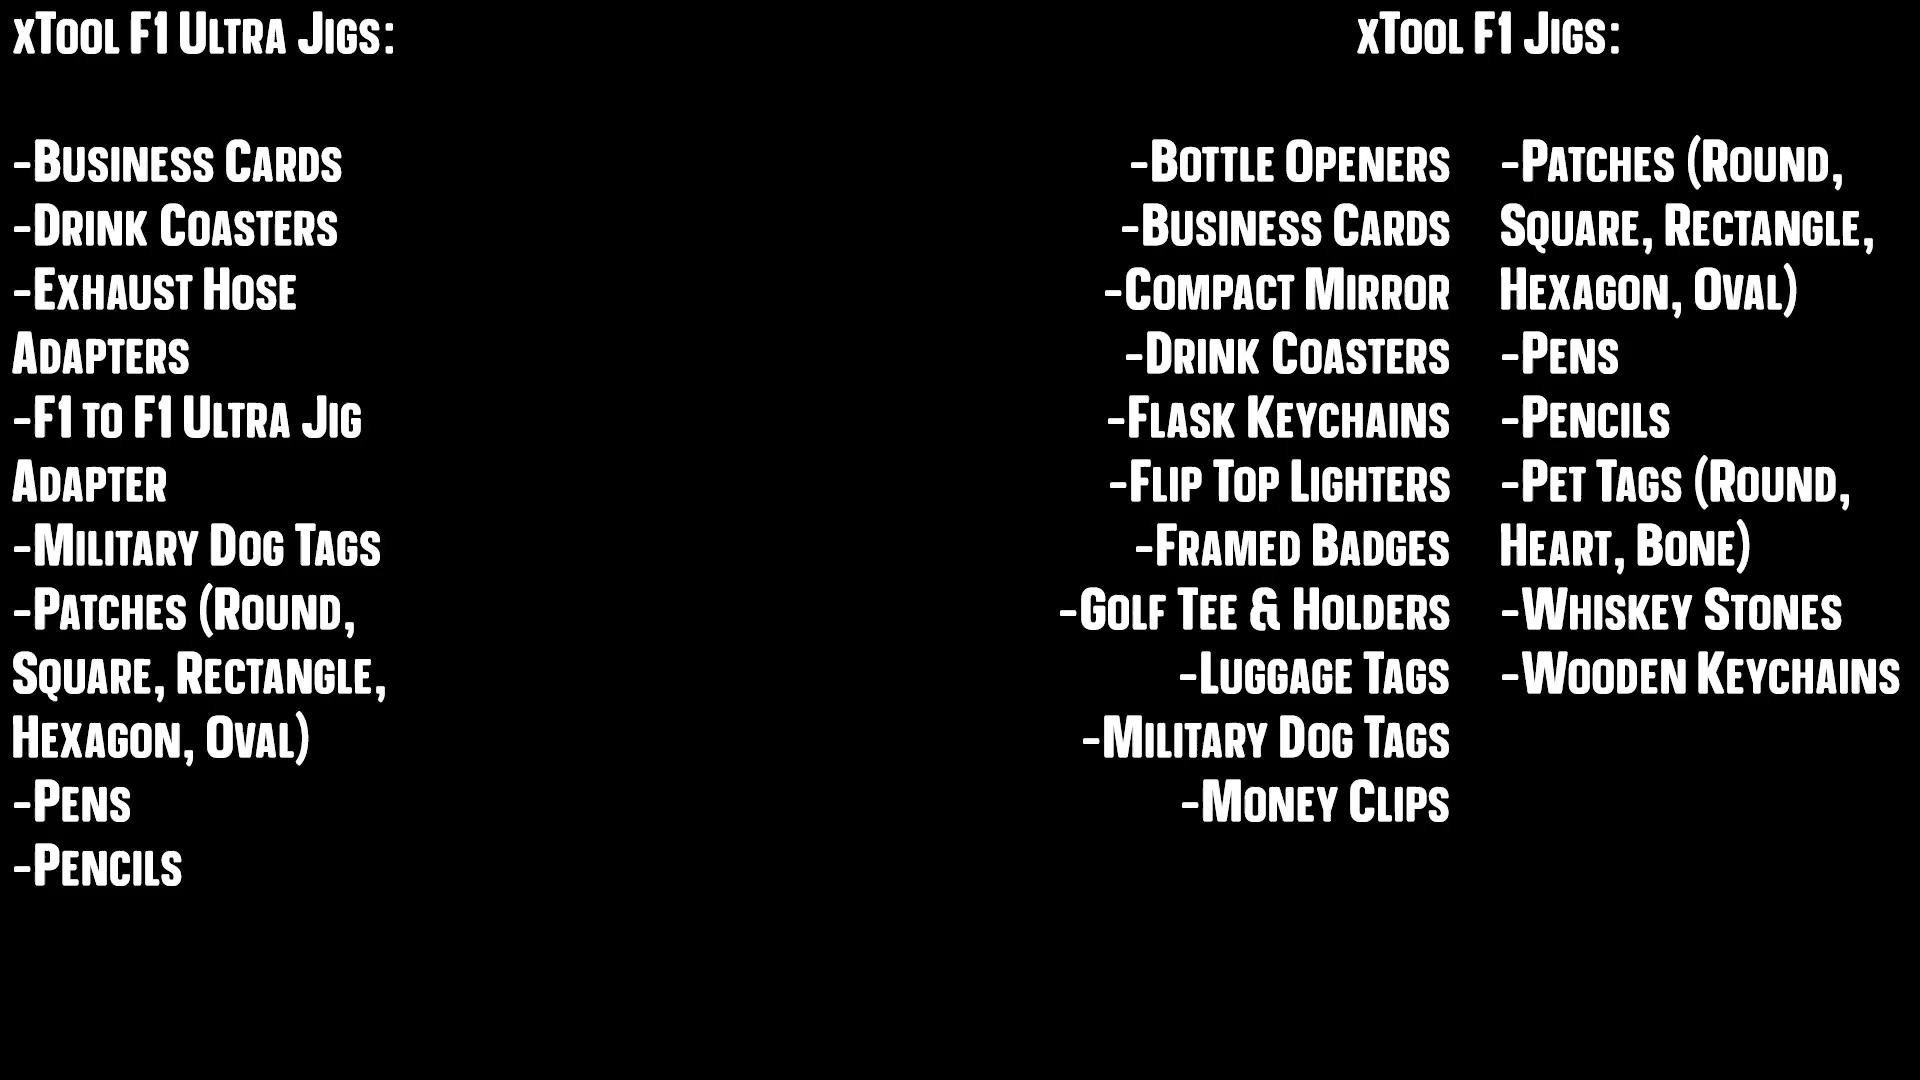 xTool F1 Ultra Jigs:
-Business Cards
-Drink Coasters
-Exhaust Hose
Adapters
-F1 to F1 Ultra Jig
Adapter
-Military Dog Tags
-Patches (Round,
Square, Rectangle,
Hexagon, Oval)
-Pens
-Pencils
xTool F1 Jigs:
-Bottle Openers
-Business Cards
-Compact Mirror
-Drink Coasters
-Flask Keychains
-Flip Top Lighters
-Framed Badges
-Golf Tee & Holders
-Luggage Tags
-Military Dog Tags
-Money Clips
-Patches (Round,
Square, Rectangle,
Hexagon, Oval)
-Pens
-Pencils
-Pet Tags (Round,
Heart, Bone)
-Whiskey Stones
-Wooden Keychains